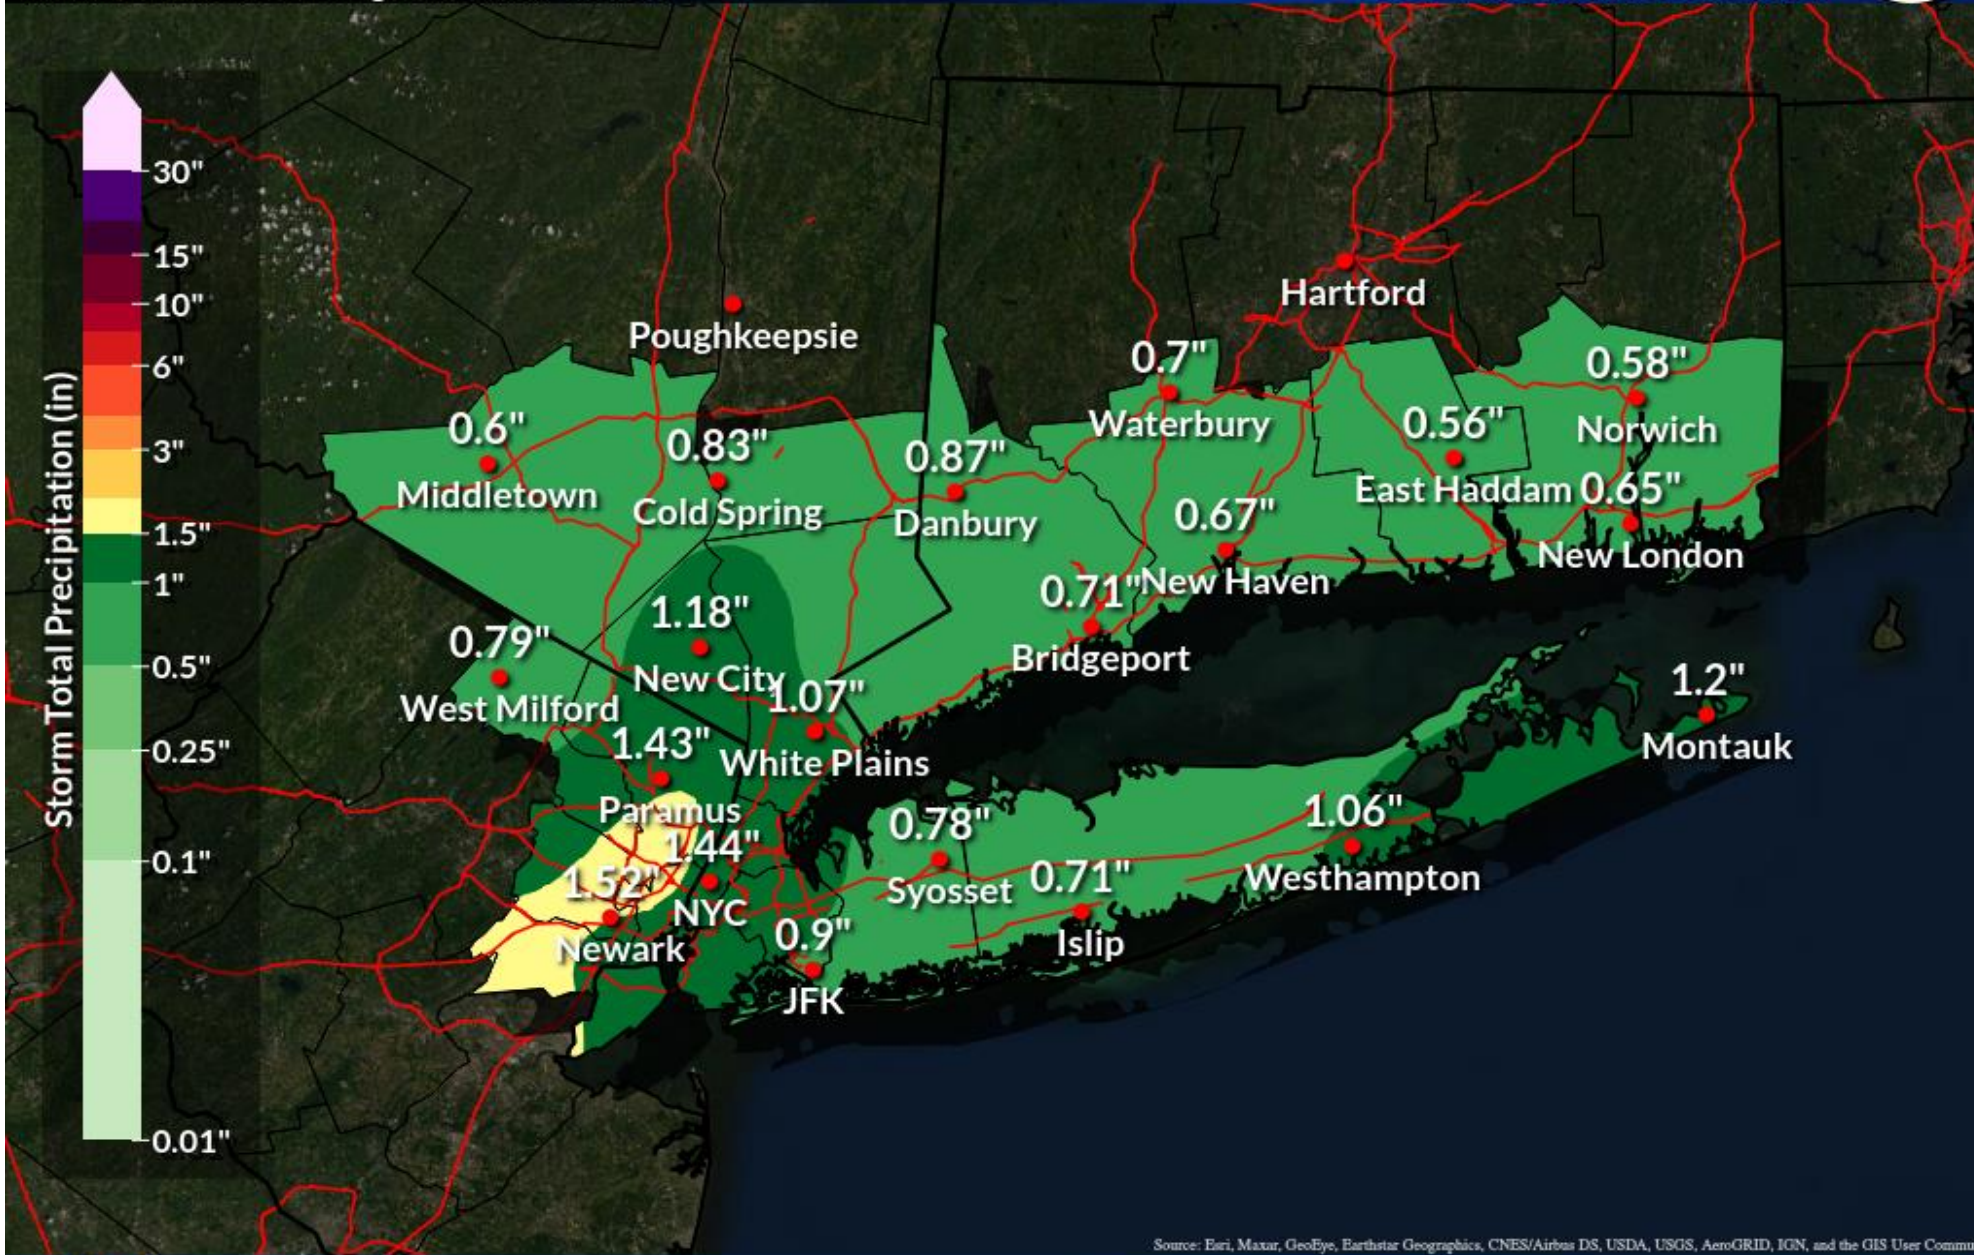 Storm Total Precipitation (in)
30"
15"
10"
6"
3"
1.5"
1"
0.5"
0.25"
0.1"
0.01"
Hartford
Poughkeepsie
0.7"
Waterbury
0.58"
Norwich
0.6"
Middletown
0.83"
Cold Spring
0.87"
Danbury
0.56"
East Haddam
0.65"
New London
0.67"
New Haven
0.71"
Bridgeport
1.18"
New City
0.79"
West Milford
1.07"
White Plains
1.2"
Montauk
1.43"
Paramus
1.44"
NYC
1.52"
Newark
0.78"
Syosset
0.71"
Islip
1.06"
Westhampton
0.9"
JFK
Source: Esri, Maxar, GeoEye, Earthstar Geographics, CNES/Airbus DS, USDA, USGS, AeroGRID, IGN, and the GIS User